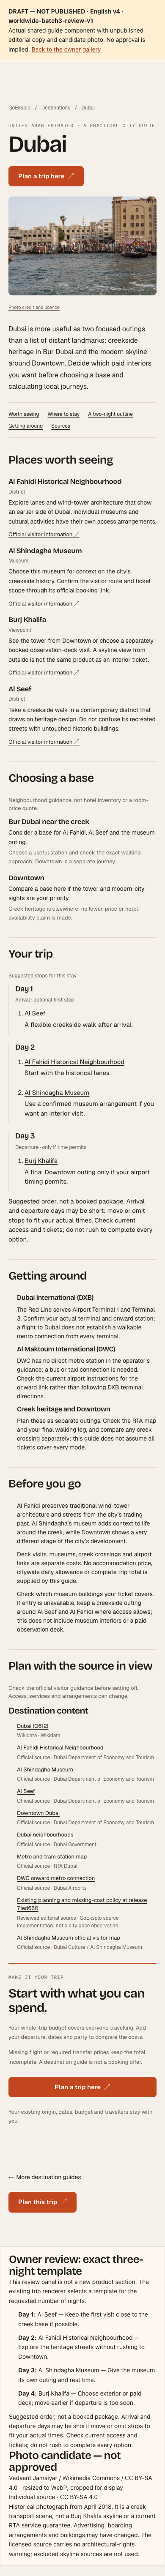 DRAFT — NOT PUBLISHED · English v4 ·
worldwide-batch3-review-v1
Actual shared guide component with unpublished
editorial copy and candidate photo. No approval is
implied. Back to the owner gallery
GoEksplo / Destinations / Dubai
UNITED ARAB EMIRATES · A PRACTICAL CITY GUIDE
Dubai
Plan a trip here ↗
Photo credit and licence
Dubai is more useful as two focused outings
than a list of distant landmarks: creekside
heritage in Bur Dubai and the modern skyline
around Downtown. Decide which paid interiors
you want before choosing a base and
calculating local journeys.
Worth seeing Where to stay A two-night outline
Getting around Sources
Places worth seeing
Al Fahidi Historical Neighbourhood
District
Explore lanes and wind-tower architecture that show
an earlier side of Dubai. Individual museums and
cultural activities have their own access arrangements.
Official visitor information ↗
Al Shindagha Museum
Museum
Choose this museum for context on the city's
creekside history. Confirm the visitor route and ticket
scope through its official booking link.
Official visitor information ↗
Burj Khalifa
Viewpoint
See the tower from Downtown or choose a separately
booked observation-deck visit. A skyline view from
outside is not the same product as an interior ticket.
Official visitor information ↗
Al Seef
District
Take a creekside walk in a contemporary district that
draws on heritage design. Do not confuse its recreated
streets with untouched historic buildings.
Official visitor information ↗
Choosing a base
Neighbourhood guidance, not hotel inventory or a room-
price quote.
Bur Dubai near the creek
Consider a base for Al Fahidi, Al Seef and the museum
outing.
Choose a useful station and check the exact walking
approach; Downtown is a separate journey.
Downtown
Compare a base here if the tower and modern-city
sights are your priority.
Creek heritage is elsewhere; no lower-price or hotel-
availability claim is made.
Your trip
Suggested stops for this stay
Day 1
Arrival · optional first stop
1. Al Seef
A flexible creekside walk after arrival.
Day 2
1. Al Fahidi Historical Neighbourhood
Start with the historical lanes.
2. Al Shindagha Museum
Use a confirmed museum arrangement if you
want an interior visit.
Day 3
Departure · only if time permits
1. Burj Khalifa
A final Downtown outing only if your airport
timing permits.
Suggested order, not a booked package. Arrival
and departure days may be short: move or omit
stops to fit your actual times. Check current
access and tickets; do not rush to complete every
option.
Getting around
Dubai International (DXB)
The Red Line serves Airport Terminal 1 and Terminal
3. Confirm your actual terminal and onward station;
a flight to Dubai does not establish a walkable
metro connection from every terminal.
Al Maktoum International (DWC)
DWC has no direct metro station in the operator's
guidance: a bus or taxi connection is needed.
Check the current airport instructions for the
onward link rather than following DXB terminal
directions.
Creek heritage and Downtown
Plan these as separate outings. Check the RTA map
and your final walking leg, and compare any creek
crossing separately; this guide does not assume all
tickets cover every mode.
Before you go
Al Fahidi preserves traditional wind-tower
architecture and streets from the city's trading
past. Al Shindagha's museum adds context to life
around the creek, while Downtown shows a very
different stage of the city's development.
Deck visits, museums, creek crossings and airport
links are separate costs. No accommodation price,
citywide daily allowance or complete trip total is
supplied by this guide.
Check which museum buildings your ticket covers.
If entry is unavailable, keep a creekside outing
around Al Seef and Al Fahidi where access allows;
this does not include museum interiors or a paid
observation deck.
Plan with the source in view
Check the official visitor guidance before setting off.
Access, services and arrangements can change.
Destination content
Dubai (Q612)
Wikidata · Wikidata
Al Fahidi Historical Neighbourhood
Official source · Dubai Department of Economy and Tourism
Al Shindagha Museum
Official source · Dubai Department of Economy and Tourism
Al Seef
Official source · Dubai Department of Economy and Tourism
Downtown Dubai
Official source · Dubai Department of Economy and Tourism
Dubai neighbourhoods
Official source · Dubai Government
Metro and tram station map
Official source · RTA Dubai
DWC onward metro connection
Official source · Dubai Airports
Existing planning and missing-cost policy at release
71ed660
Reviewed editorial source · GoEksplo source
implementation; not a city price observation
Al Shindagha Museum official visitor map
Official source · Dubai Culture / Al Shindagha Museum
MAKE IT YOUR TRIP
Start with what you can
spend.
Your whole-trip budget covers everyone travelling. Add
your departure, dates and party to compare the costs.
Missing flight or required transfer prices keep the total
incomplete. A destination guide is not a booking offer.
Plan a trip here ↗
Your existing origin, dates, budget and travellers stay with
you.
← More destination guides
Plan this trip ↗
Owner review: exact three-
night template
This review panel is not a new product section. The
existing trip renderer selects a template for the
requested number of nights.
Day 1: Al Seef — Keep the first visit close to the
creek base if possible.
Day 2: Al Fahidi Historical Neighbourhood —
Explore the heritage streets without rushing to
Downtown.
Day 3: Al Shindagha Museum — Give the museum
its own outing and rest time.
Day 4: Burj Khalifa — Choose exterior or paid
deck; move earlier if departure is too soon.
Suggested order, not a booked package. Arrival and
departure days may be short: move or omit stops to
fit your actual times. Check current access and
tickets; do not rush to complete every option.
Photo candidate — not
approved
Vedaant Jamaiyar / Wikimedia Commons / CC BY-SA
4.0 · resized to WebP; cropped for display
Individual source · CC BY-SA 4.0
Historical photograph from April 2018. It is a creek
transport scene, not a Burj Khalifa skyline or a current
RTA service guarantee. Advertising, boarding
arrangements and buildings may have changed. The
licensed source carries no architectural-rights
warning; excluded skyline sources are not used.